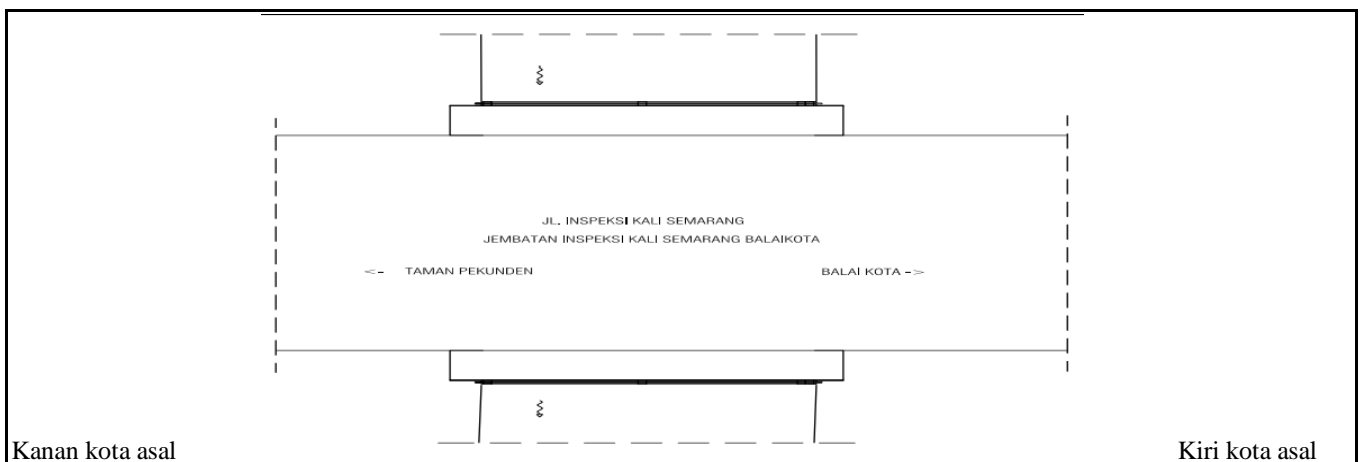 JL. INSPEKSI KALI SEMARANG
JEMBATAN INSPEKSI KALI SEMARANG BALAIKOTA
<- TAMAN PEKUNDEN BALAI KOTA ->
Kanan kota asal Kiri kota asal